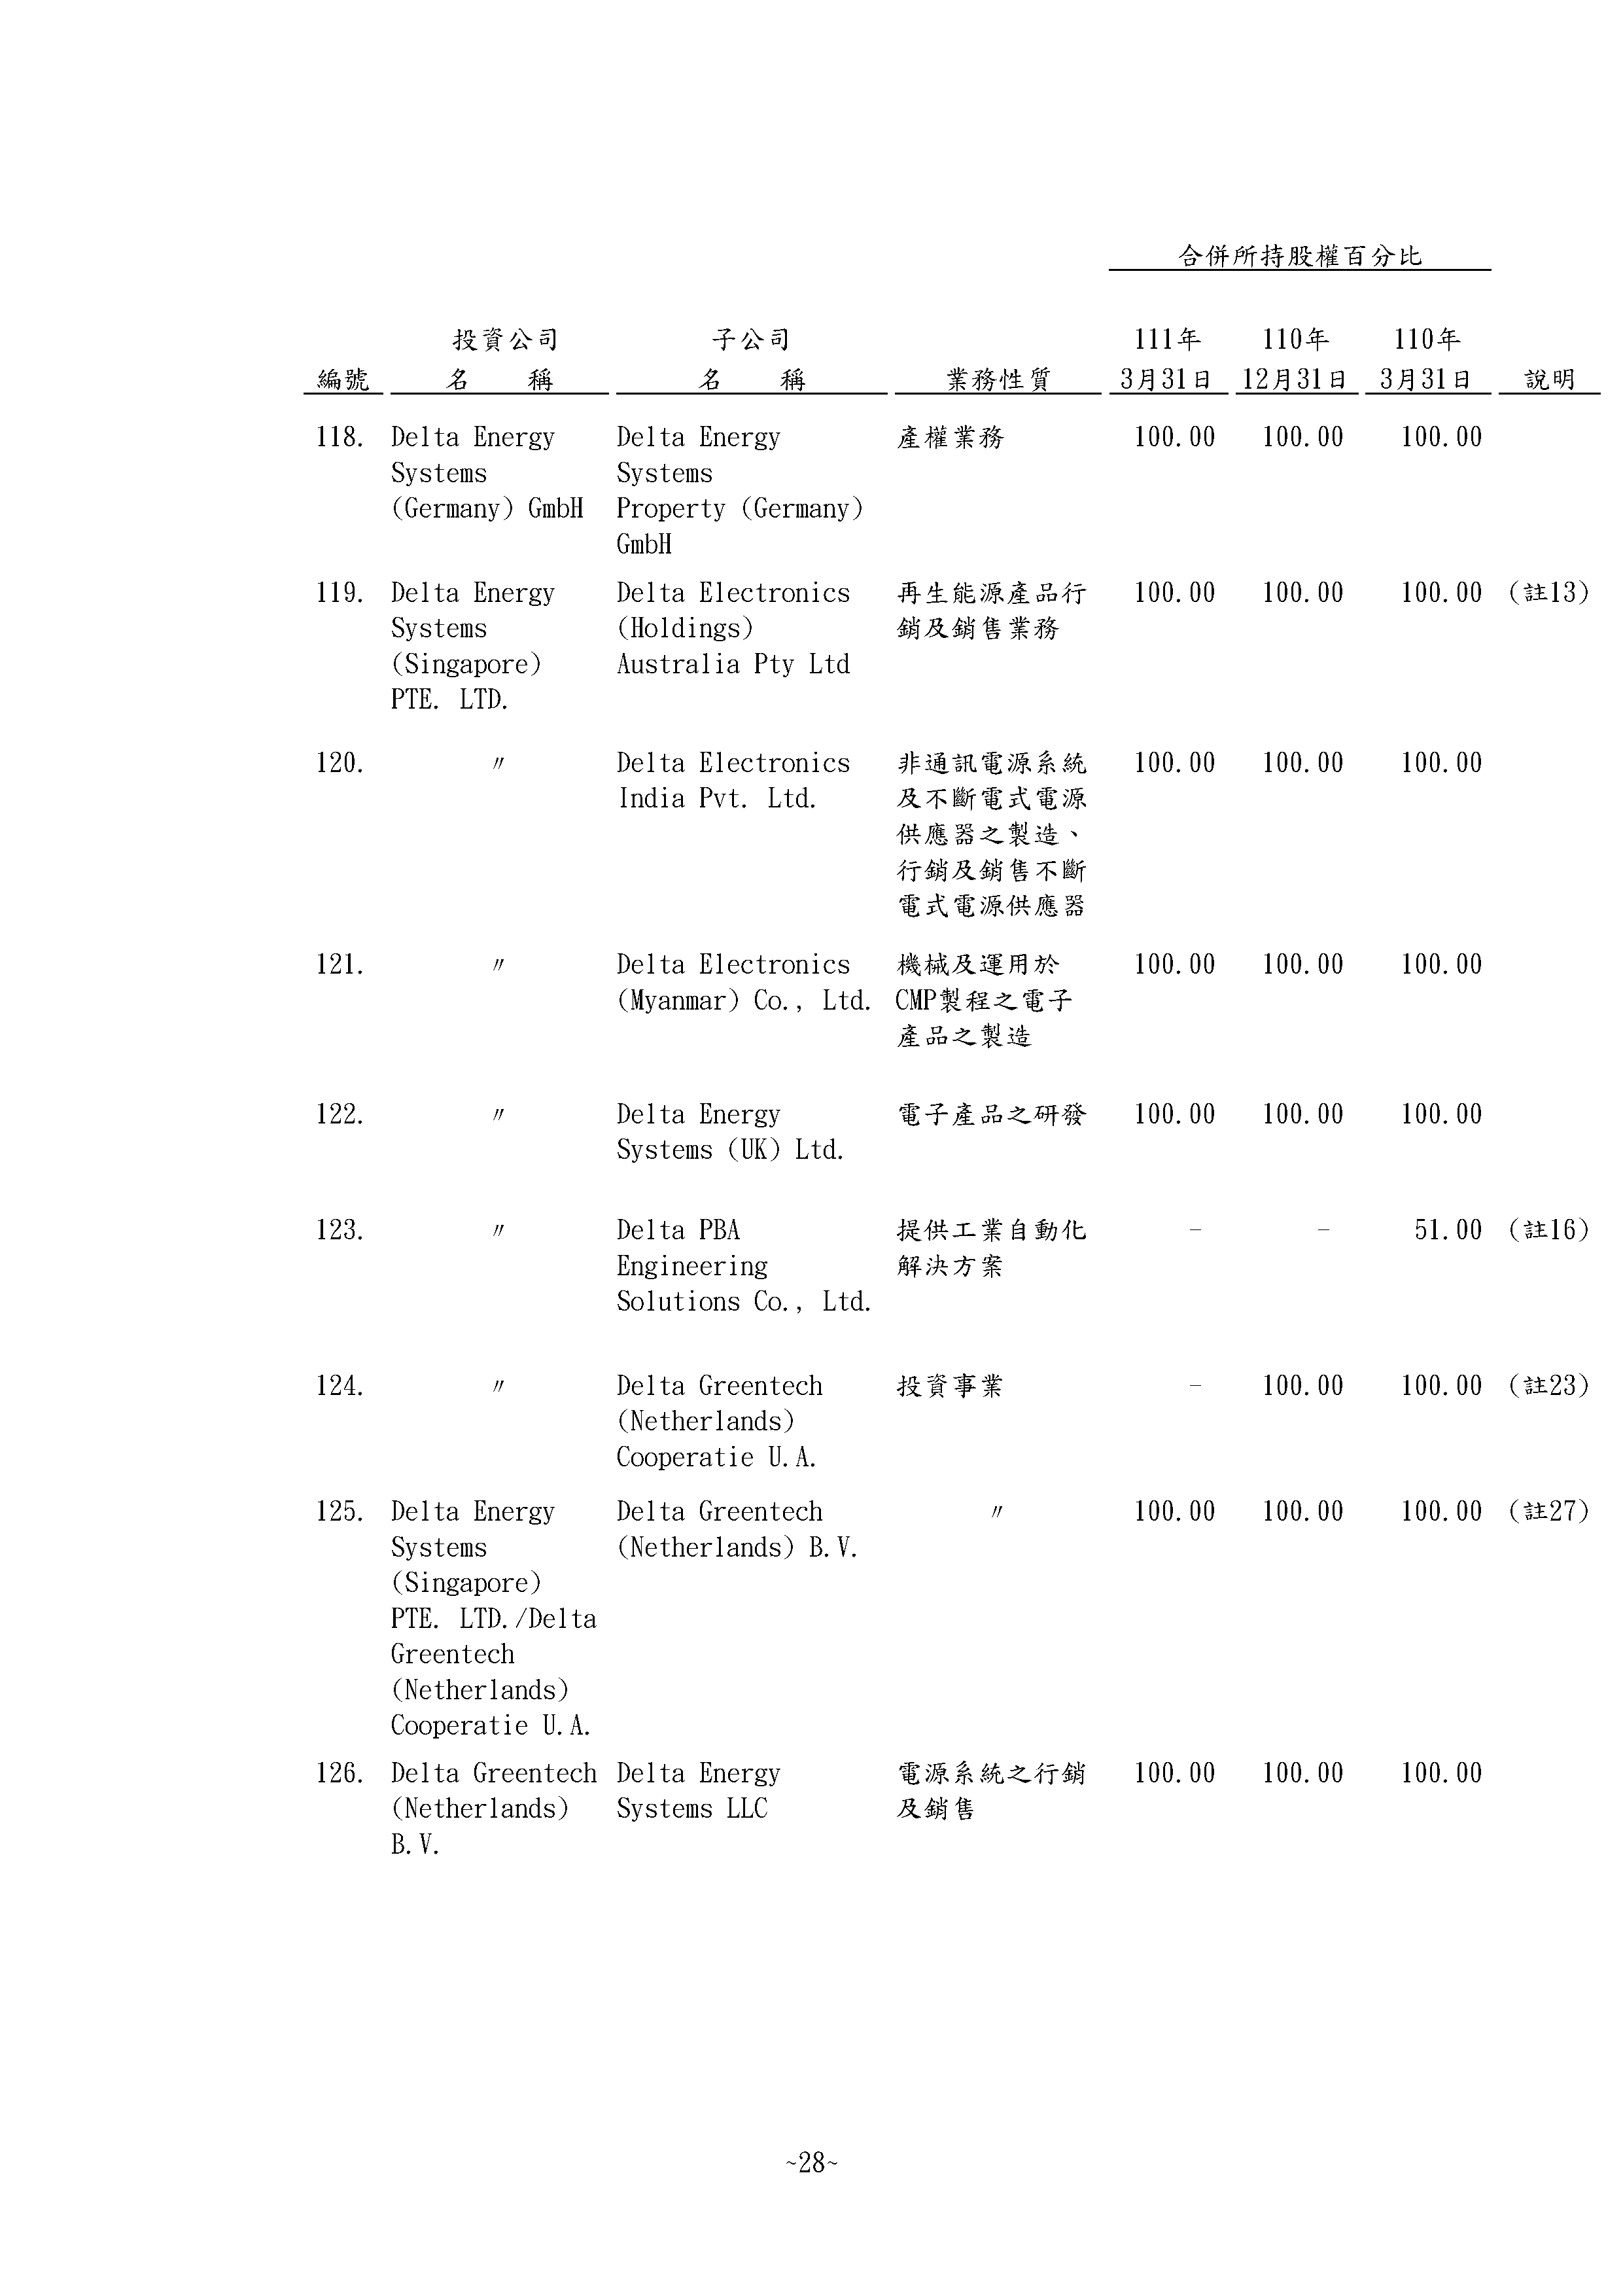 合併所持股權百分比
投資公司 子公司 111年 110年 110年
編號 名 稱 名 稱 業務性質 3月31日 12月31日 3月31日 說明
118. Delta Energy Delta Energy 產權業務 100.00 100.00 100.00
Systems Systems
(Germany) GmbH Property (Germany)
GmbH
119. Delta Energy Delta Electronics 再生能源產品行 100.00 100.00 100.00 (註13)
Systems (Holdings) 銷及銷售業務
(Singapore) Australia Pty Ltd
PTE. LTD.
120. 〃 Delta Electronics 非通訊電源系統 100.00 100.00 100.00
India Pvt. Ltd. 及不斷電式電源
供應器之製造、
行銷及銷售不斷
電式電源供應器
121. 〃 Delta Electronics 機械及運用於 100.00 100.00 100.00
(Myanmar) Co., Ltd. CMP製程之電子
產品之製造
122. 〃 Delta Energy 電子產品之研發 100.00 100.00 100.00
Systems (UK) Ltd.
123. 〃 Delta PBA 提供工業自動化 - - 51.00 (註16)
Engineering 解決方案
Solutions Co., Ltd.
124. 〃 Delta Greentech 投資事業 - 100.00 100.00 (註23)
(Netherlands)
Cooperatie U.A.
125. Delta Energy Delta Greentech 〃 100.00 100.00 100.00 (註27)
Systems (Netherlands) B.V.
(Singapore)
PTE. LTD./Delta
Greentech
(Netherlands)
Cooperatie U.A.
126. Delta Greentech Delta Energy 電源系統之行銷 100.00 100.00 100.00
(Netherlands) Systems LLC 及銷售
B.V.
~28~